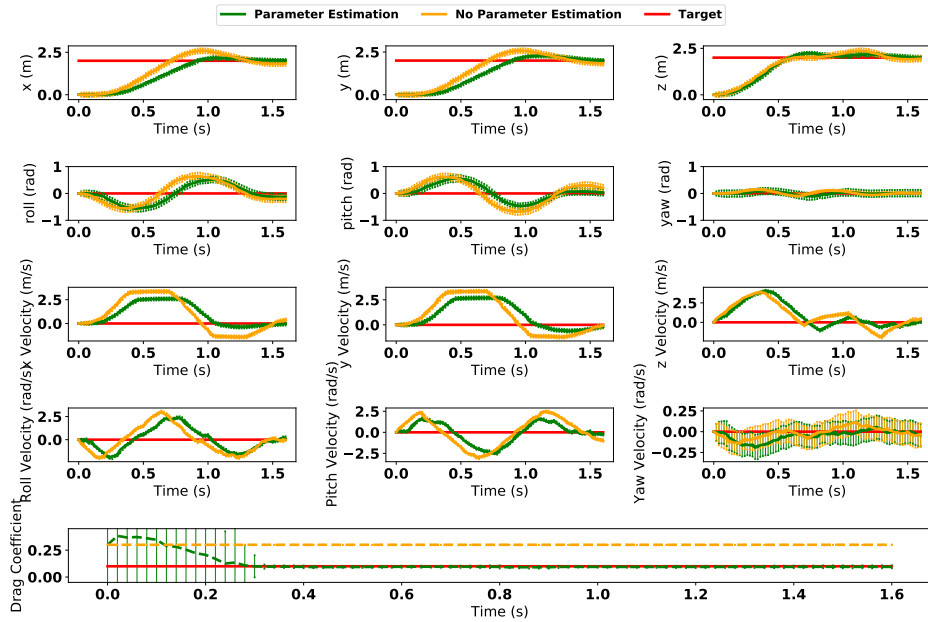 Parameter Estimation No Parameter Estimation Target
x (m)
2.5
0.0
0.0 0.5 1.0 1.5
Time (s)
y (m)
2.5
0.0
0.0 0.5 1.0 1.5
Time (s)
z (m)
2.5
0.0
0.0 0.5 1.0 1.5
Time (s)
roll (rad)
1
0
−1
0.0 0.5 1.0 1.5
Time (s)
pitch (rad)
1
0
−1
0.0 0.5 1.0 1.5
Time (s)
yaw (rad)
1
0
−1
0.0 0.5 1.0 1.5
Time (s)
x Velocity (m/s)
2.5
0.0
0.0 0.5 1.0 1.5
Time (s)
y Velocity (m/s)
2.5
0.0
0.0 0.5 1.0 1.5
Time (s)
z Velocity (m/s)
2.5
0.0
0.0 0.5 1.0 1.5
Time (s)
Roll Velocity (rad/s)
2.5
0.0
0.0 0.5 1.0 1.5
Time (s)
Pitch Velocity (rad/s)
2.5
0.0
−2.5
0.0 0.5 1.0 1.5
Time (s)
Yaw Velocity (rad/s)
0.25
0.00
−0.25
0.0 0.5 1.0 1.5
Time (s)
Drag Coefficient
0.25
0.00
0.0 0.2 0.4 0.6 0.8 1.0 1.2 1.4 1.6
Time (s)